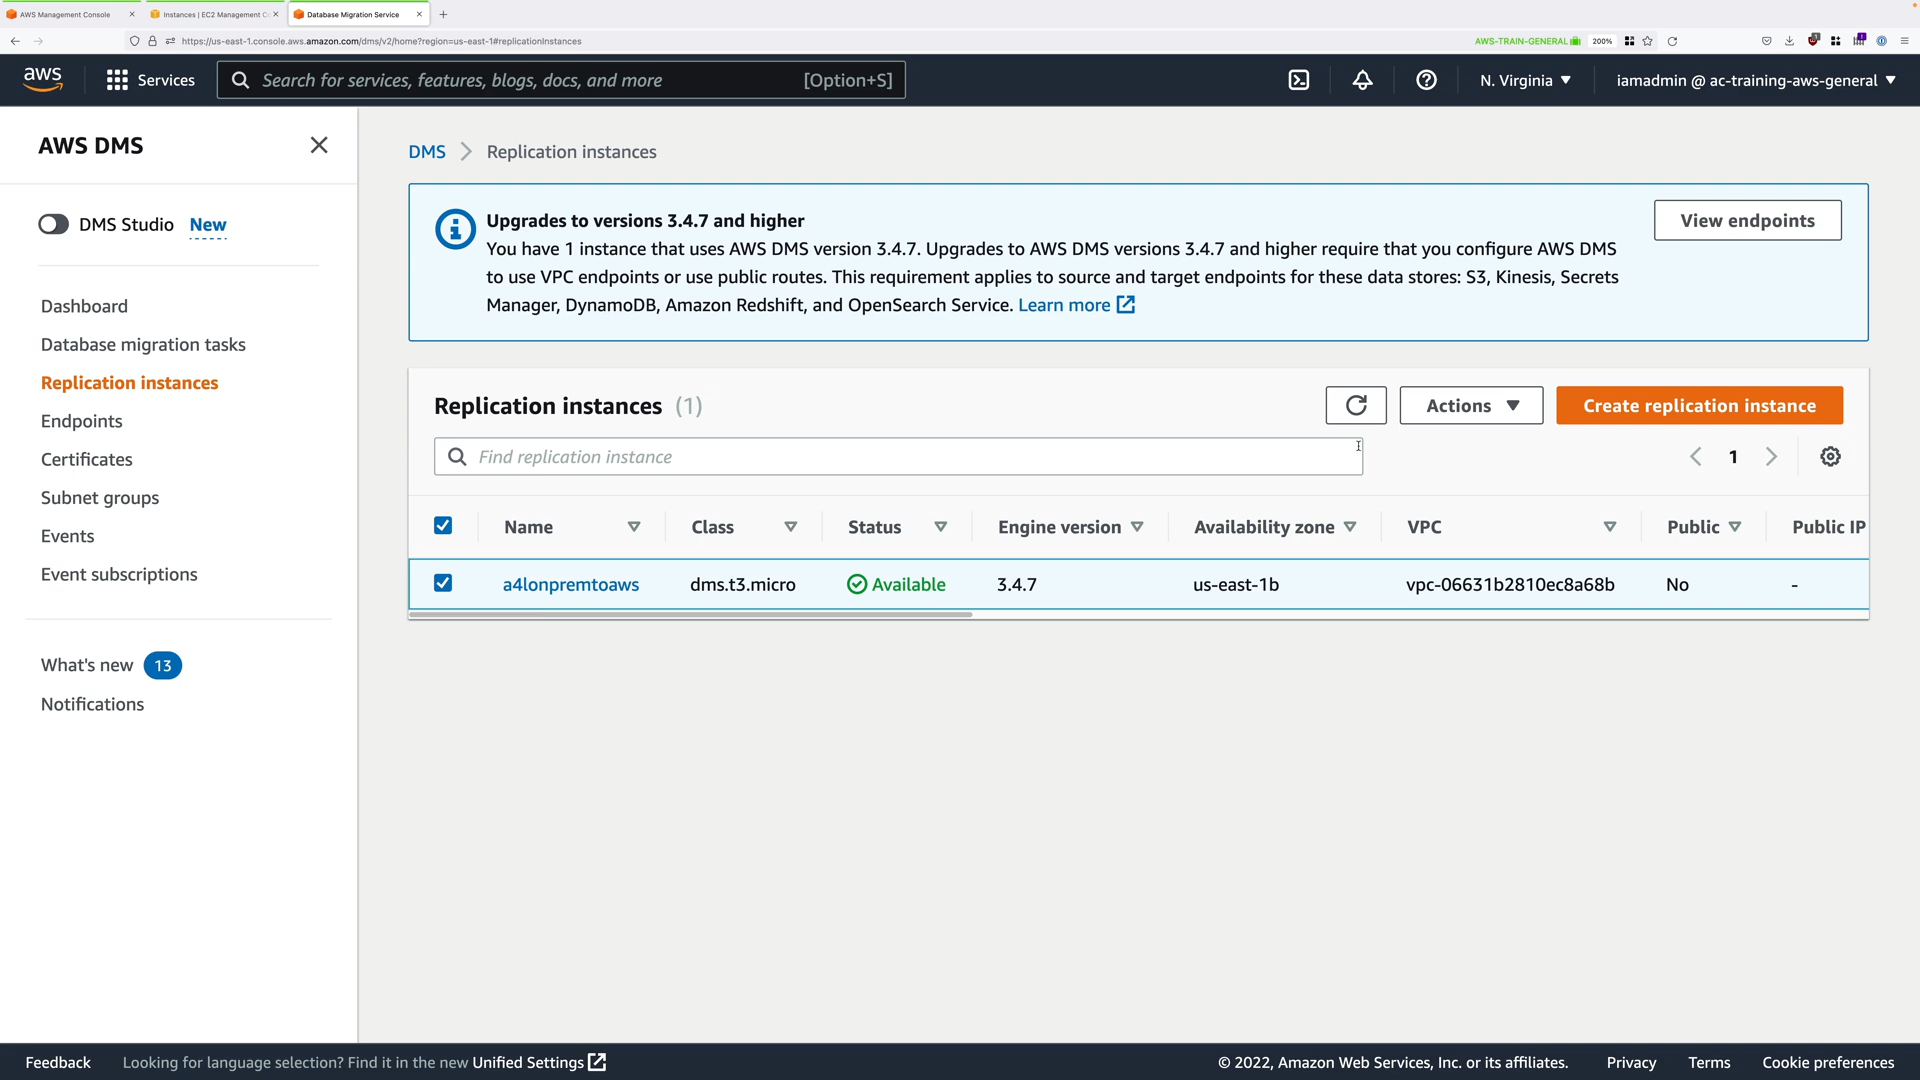 AWS Management Console
Instances | EC2 Management C
Database Migration Service
https://us-east-1.console.aws.amazon.com/dms/v2/home?region=us-east-1#replicationInstances
AWS-TRAIN-GENERAL
200%
aws
Services
Search for services, features, blogs, docs, and more
[Option+S]
N. Virginia
iamadmin @ ac-training-aws-general
AWS DMS
DMS Studio New
Dashboard
Database migration tasks
Replication instances
Endpoints
Certificates
Subnet groups
Events
Event subscriptions
What's new 13
Notifications
DMS
Replication instances
Upgrades to versions 3.4.7 and higher
You have 1 instance that uses AWS DMS version 3.4.7. Upgrades to AWS DMS versions 3.4.7 and higher require that you configure AWS DMS
to use VPC endpoints or use public routes. This requirement applies to source and target endpoints for these data stores: S3, Kinesis, Secrets
Manager, DynamoDB, Amazon Redshift, and OpenSearch Service. Learn more
View endpoints
Replication instances (1)
Actions
Create replication instance
Find replication instance
1
Name Class Status Engine version Availability zone VPC Public Public IP
a4lonpremtoaws dms.t3.micro Available 3.4.7 us-east-1b vpc-06631b2810ec8a68b No -
Feedback
Looking for language selection? Find it in the new Unified Settings
© 2022, Amazon Web Services, Inc. or its affiliates.
Privacy
Terms
Cookie preferences